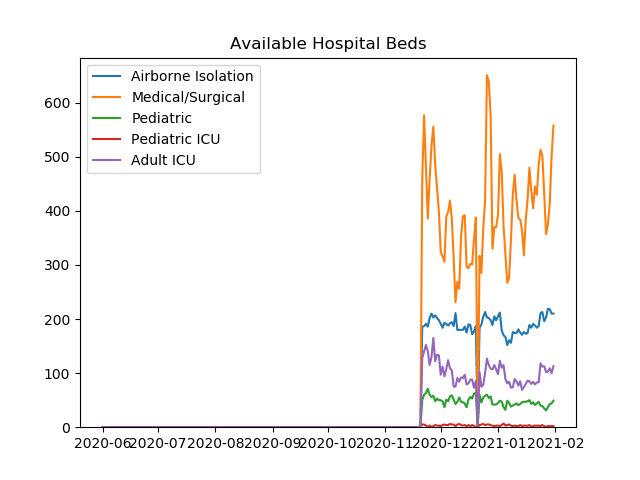 Available Hospital Beds
Airborne Isolation
Medical/Surgical
Pediatric
Pediatric ICU
Adult ICU
600
500
400
300
200
100
0
2020-06 2020-07 2020-08 2020-09 2020-10 2020-11 2020-12 2021-01 2021-02